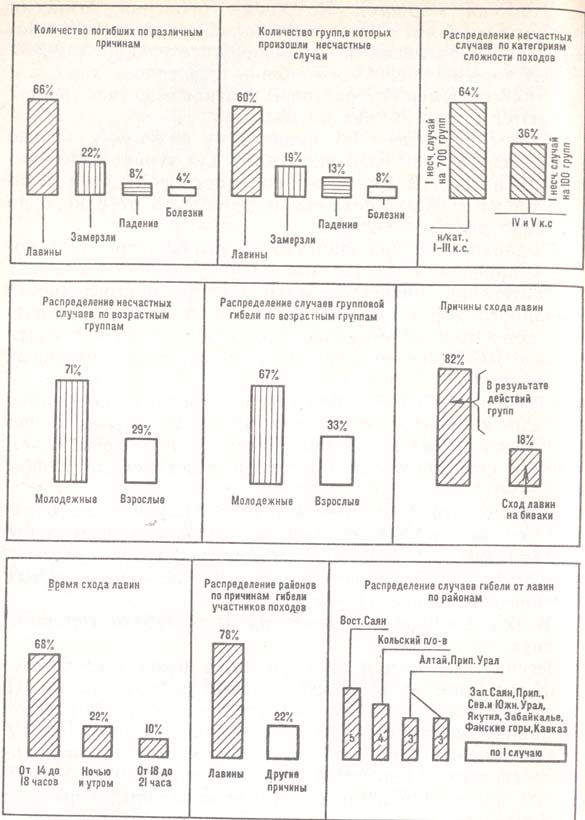 Количество погибших по различным
причинам
66%
22%
8%
4%
Болезни
Падение
Замерзли
Лавины
Количество групп, в которых
произошли несчастные
случаи
60%
19%
13%
8%
Болезни
Падение
Замерзли
Лавины
Распределение несчастных
случаев по категориям
сложности походов
64%
36%
1 несч. случай
на 700 групп
1 несч. случай
на 100 групп
IV и V к.с
н/кат.,
I-III к.с.
Распределение несчастных
случаев по возрастным
группам
71%
29%
Молодежные
Взрослые
Распределение случаев групповой
гибели по возрастным группам
67%
33%
Молодежные
Взрослые
Причины схода лавин
82%
В результате
действий
групп
18%
Сход лавин
на биваки
Время схода лавин
68%
22%
10%
От 14 до
18 часов
Ночью
и утром
От 18 до
21 часа
Распределение районов
по причинам гибели
участников походов
78%
22%
Лавины
Другие
причины
Распределение случаев гибели от лавин
по районам
Вост. Саян
Кольский п/о-в
Алтай, Прип. Урал
Зап. Саян, Прип.,
Сев. и Южн. Урал,
Якутия, Забайкалье,
Фанские горы, Кавказ
5
4
3
3
по 1 случаю